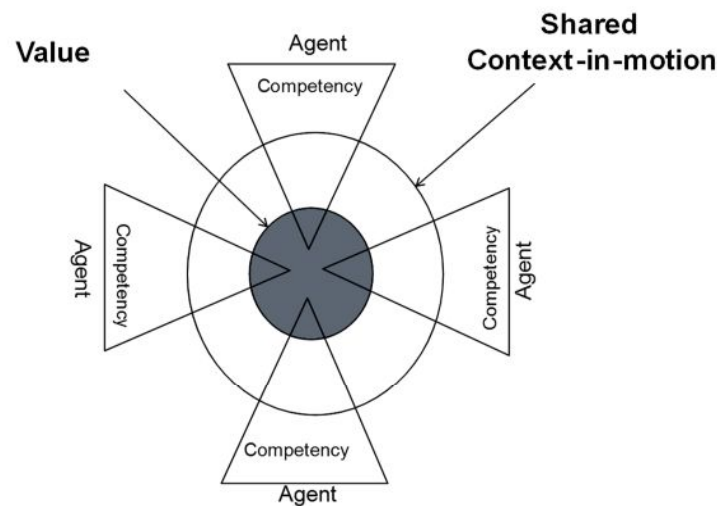 Shared
Context-in-motion
Value
Agent
Competency
Agent
Competency
Competency
Agent
Competency
Agent